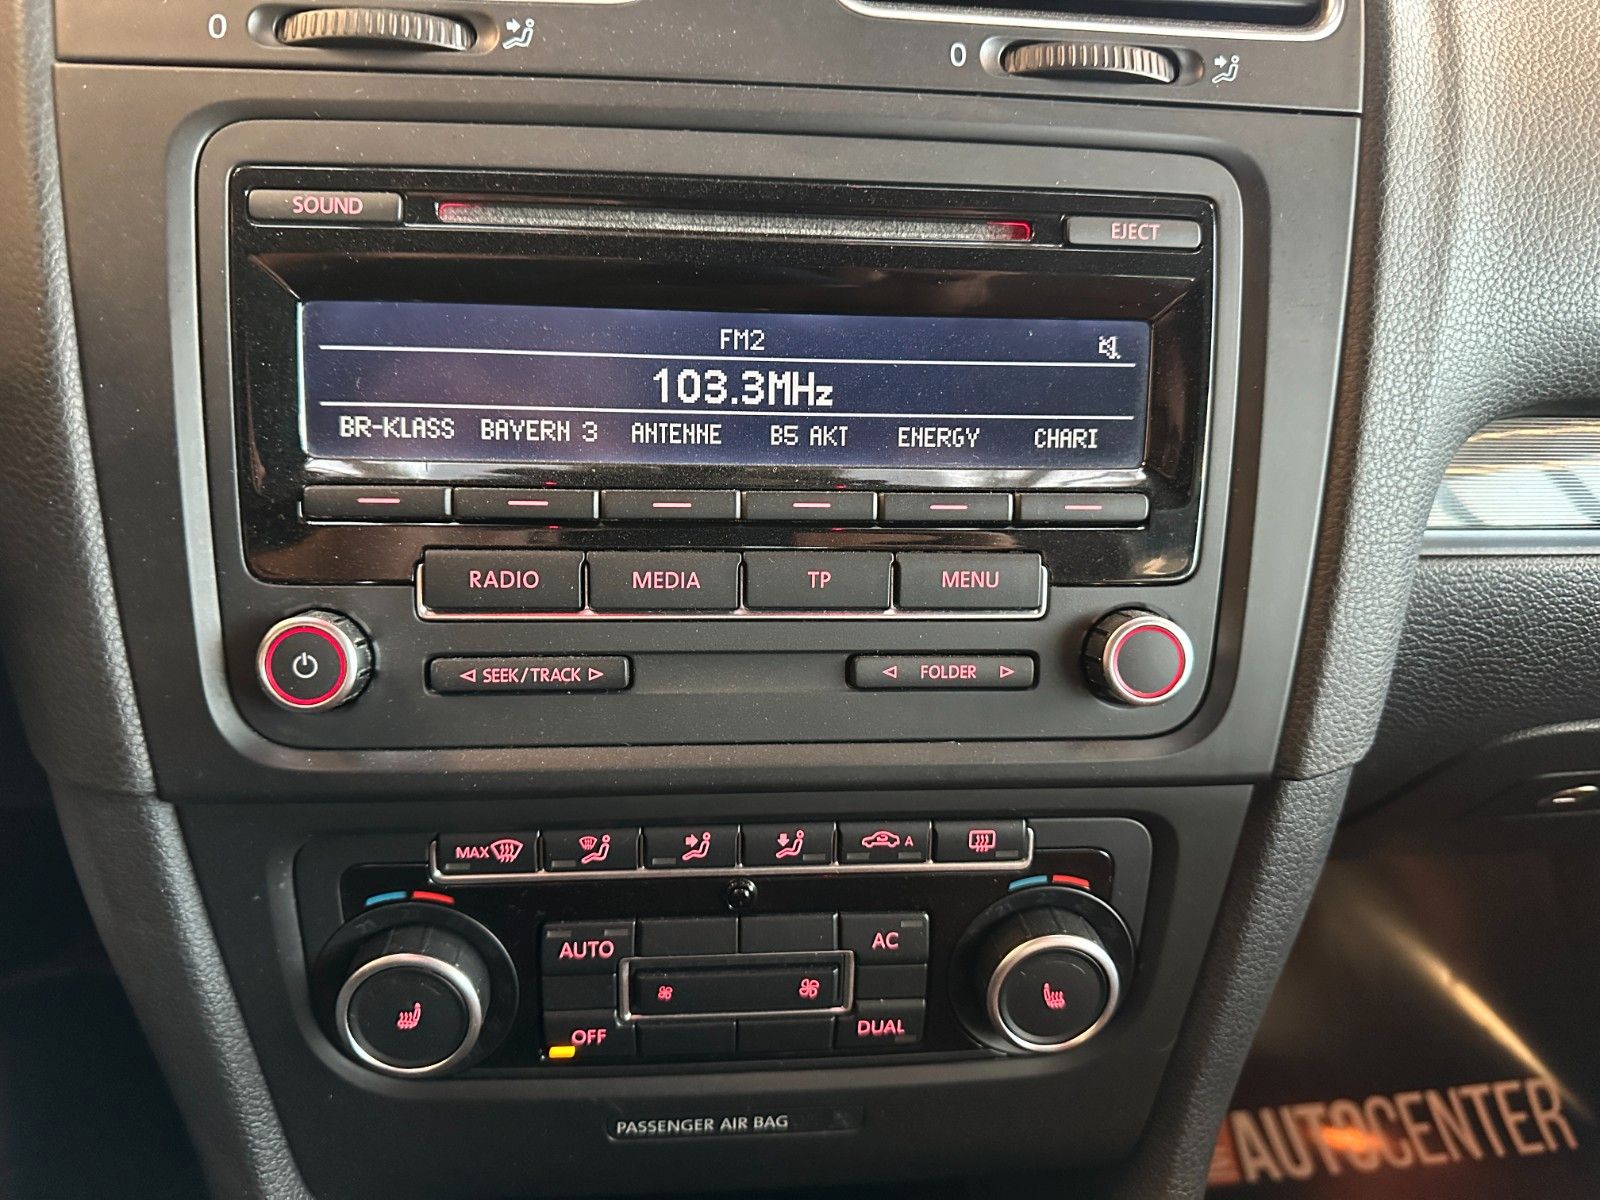 0
0
SOUND
EJECT
FM2
103.3MHz
BR-KLASS BAYERN 3 ANTENNE B5 AKT ENERGY CHARI
RADIO MEDIA TP MENU
SEEK/TRACK FOLDER
MAX A
AUTO AC
OFF DUAL
PASSENGER AIR BAG
AUTOCENTER